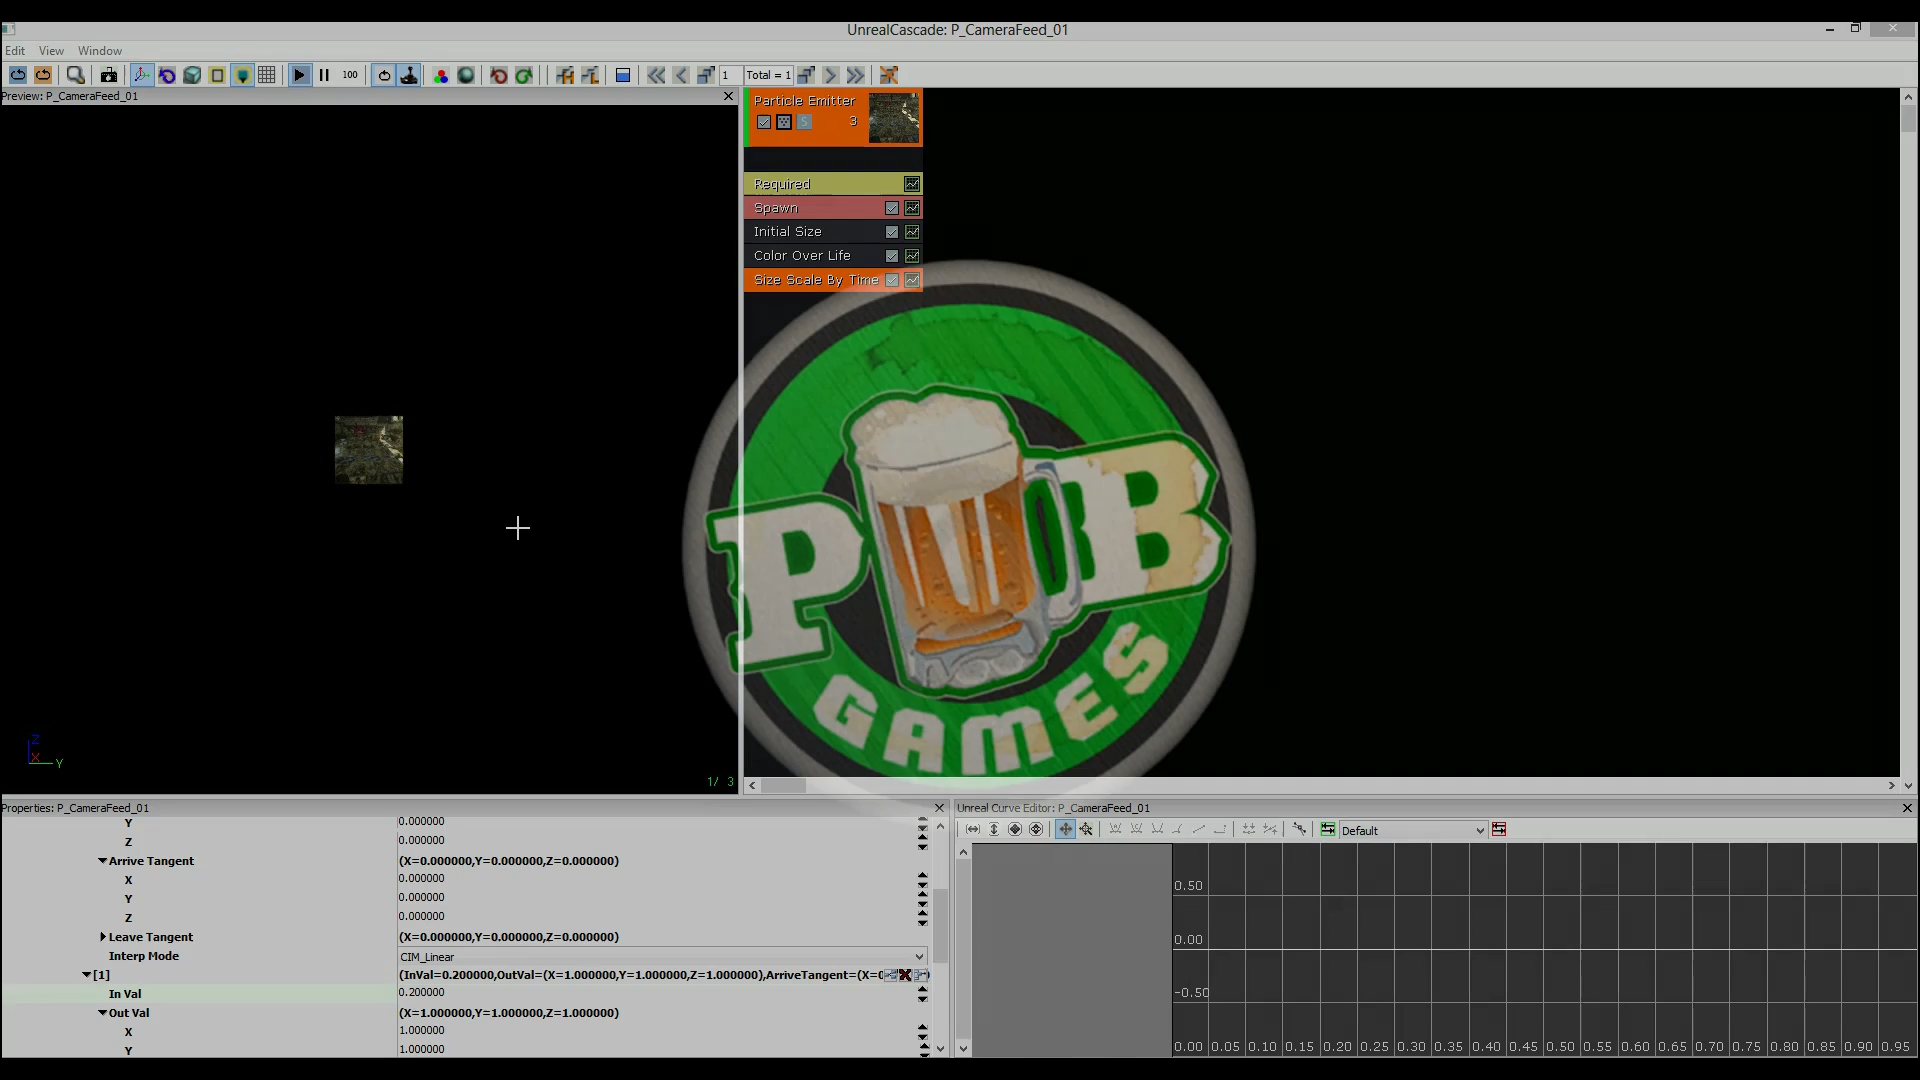 UnrealCascade: P_CameraFeed_01
Edit View Window
100 1 Total = 1
Preview: P_CameraFeed_01
Particle Emitter
S 3
Required
Spawn
Initial Size
Color Over Life
Size Scale By Time
PUB
GAMES
Z
X Y
1/ 3
Properties: P_CameraFeed_01
Y 0.000000
Z 0.000000
Arrive Tangent (X=0.000000,Y=0.000000,Z=0.000000)
X 0.000000
Y 0.000000
Z 0.000000
Leave Tangent (X=0.000000,Y=0.000000,Z=0.000000)
Interp Mode CIM_Linear
[1] (InVal=0.200000,OutVal=(X=1.000000,Y=1.000000,Z=1.000000),ArriveTangent=(X=0
In Val 0.200000
Out Val (X=1.000000,Y=1.000000,Z=1.000000)
X 1.000000
Y 1.000000
Unreal Curve Editor: P_CameraFeed_01
Default
0.50
0.00
-0.50
0.00 0.05 0.10 0.15 0.20 0.25 0.30 0.35 0.40 0.45 0.50 0.55 0.60 0.65 0.70 0.75 0.80 0.85 0.90 0.95